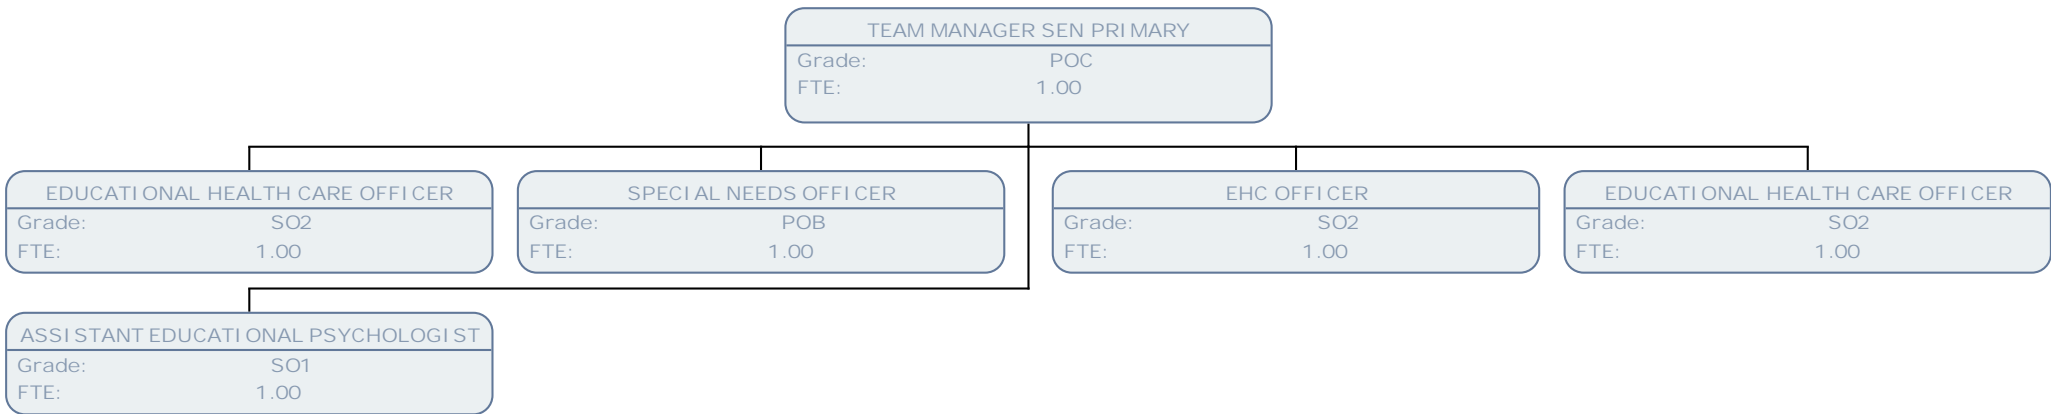 TEAM MANAGER SEN PRIMARY
Grade: POC
FTE: 1.00
EDUCATIONAL HEALTH CARE OFFICER
Grade: SO2
FTE: 1.00
SPECIAL NEEDS OFFICER
Grade: POB
FTE: 1.00
EHC OFFICER
Grade: SO2
FTE: 1.00
EDUCATIONAL HEALTH CARE OFFICER
Grade: SO2
FTE: 1.00
ASSISTANT EDUCATIONAL PSYCHOLOGIST
Grade: SO1
FTE: 1.00